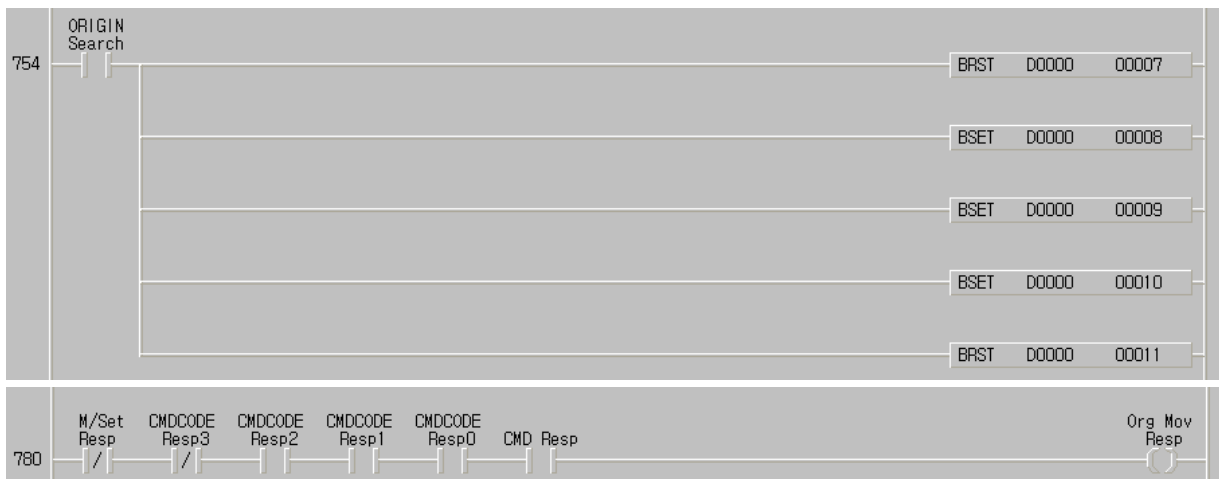 ORIGIN
Search
754
BRST D0000 00007
BSET D0000 00008
BSET D0000 00009
BSET D0000 00010
BRST D0000 00011
M/Set CMDCODE CMDCODE CMDCODE CMDCODE Org Mov
Resp Resp3 Resp2 Resp1 Resp0 CMD Resp Resp
780